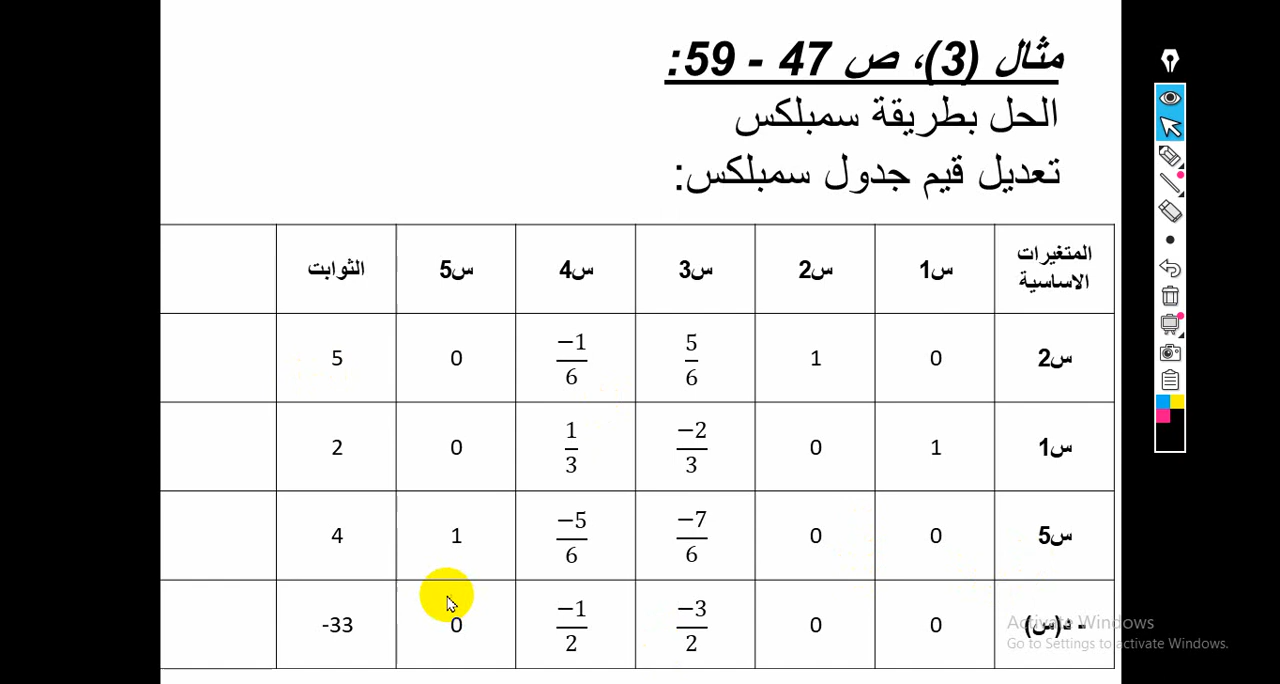 مثال (3)، ص 47 - 59:
الحل بطريقة سمبلكس
تعديل قيم جدول سمبلكس:
المتغيرات الاساسية س1 س2 س3 س4 س5 الثوابت
س2 0 1 5/6 −1/6 0 5
س1 1 0 −2/3 1/3 0 2
س5 0 0 −7/6 −5/6 1 4
- د(س) 0 0 −3/2 −1/2 0 -33
Activate Windows
Go to Settings to activate Windows.